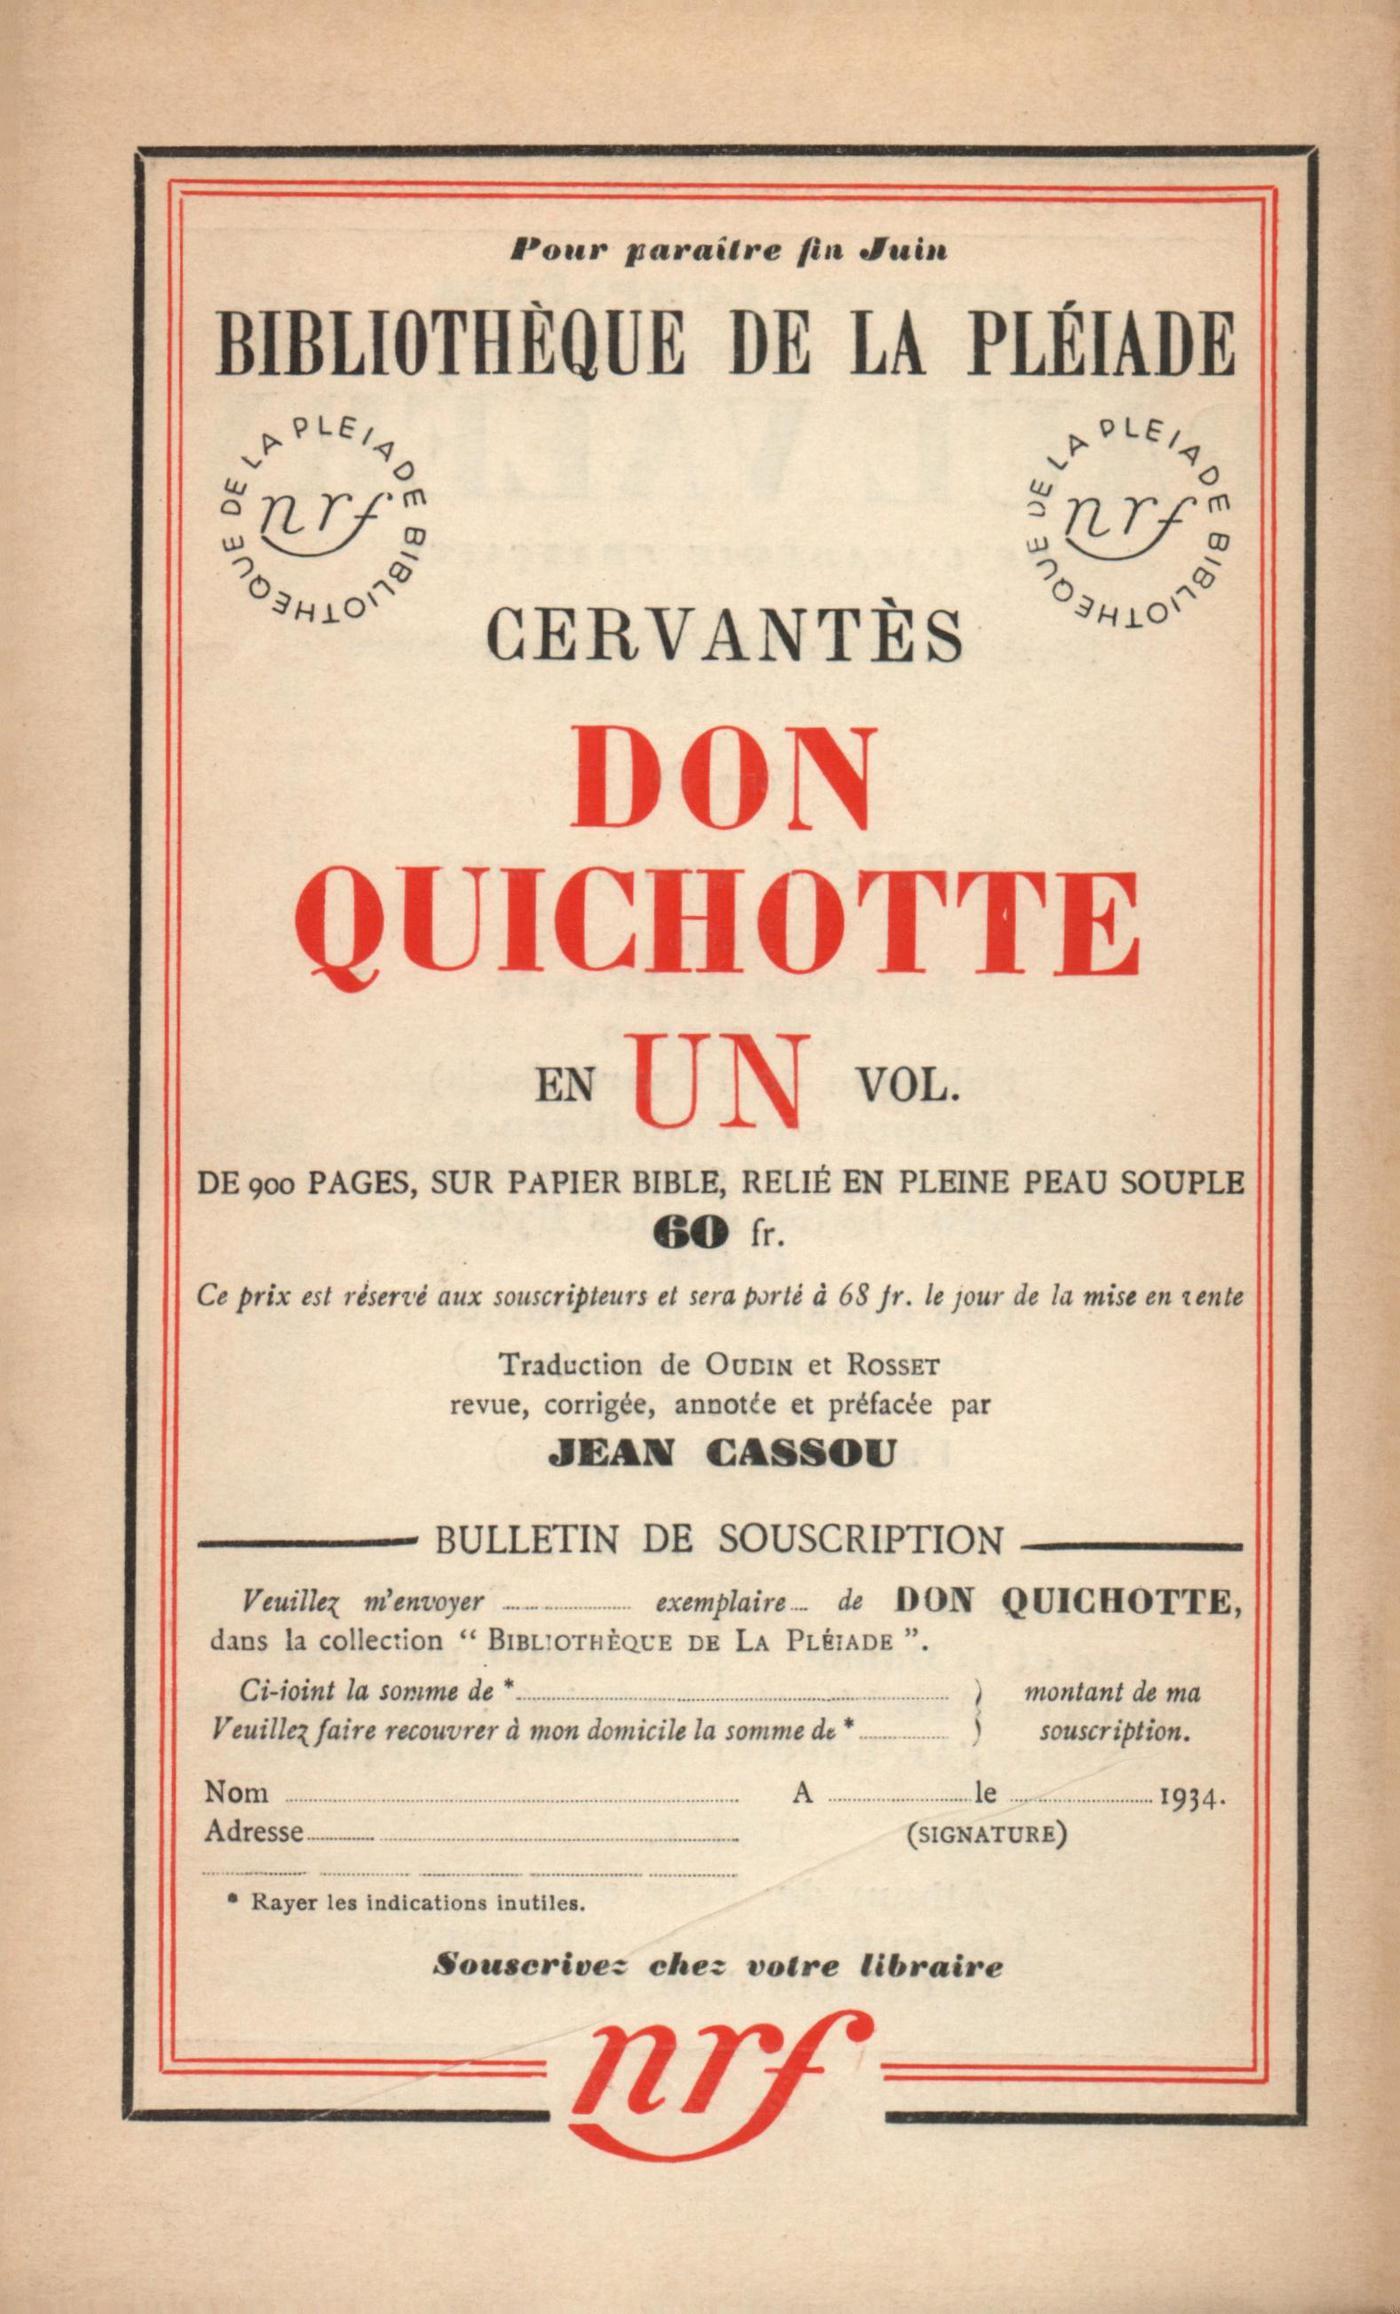 Pour paraître fin Juin
BIBLIOTHÈQUE DE LA PLÉIADE
BIBLIOTHEQUE DE LA PLEIADE
nrf
BIBLIOTHEQUE DE LA PLEIADE
nrf
CERVANTÈS
DON
QUICHOTTE
EN UN VOL.
DE 900 PAGES, SUR PAPIER BIBLE, RELIÉ EN PLEINE PEAU SOUPLE
60 fr.
Ce prix est réservé aux souscripteurs et sera porté à 68 fr. le jour de la mise en vente
Traduction de OUDIN et ROSSET
revue, corrigée, annotée et préfacée par
JEAN CASSOU
BULLETIN DE SOUSCRIPTION
Veuillez m'envoyer ........ exemplaire... de DON QUICHOTTE,
dans la collection “ BIBLIOTHÈQUE DE LA PLÉIADE ”.
Ci-joint la somme de *........ } montant de ma
Veuillez faire recouvrer à mon domicile la somme de *........ } souscription.
Nom ........ A ........ le ........ 1934.
Adresse ........ (SIGNATURE)
* Rayer les indications inutiles.
Souscrivez chez votre libraire
nrf